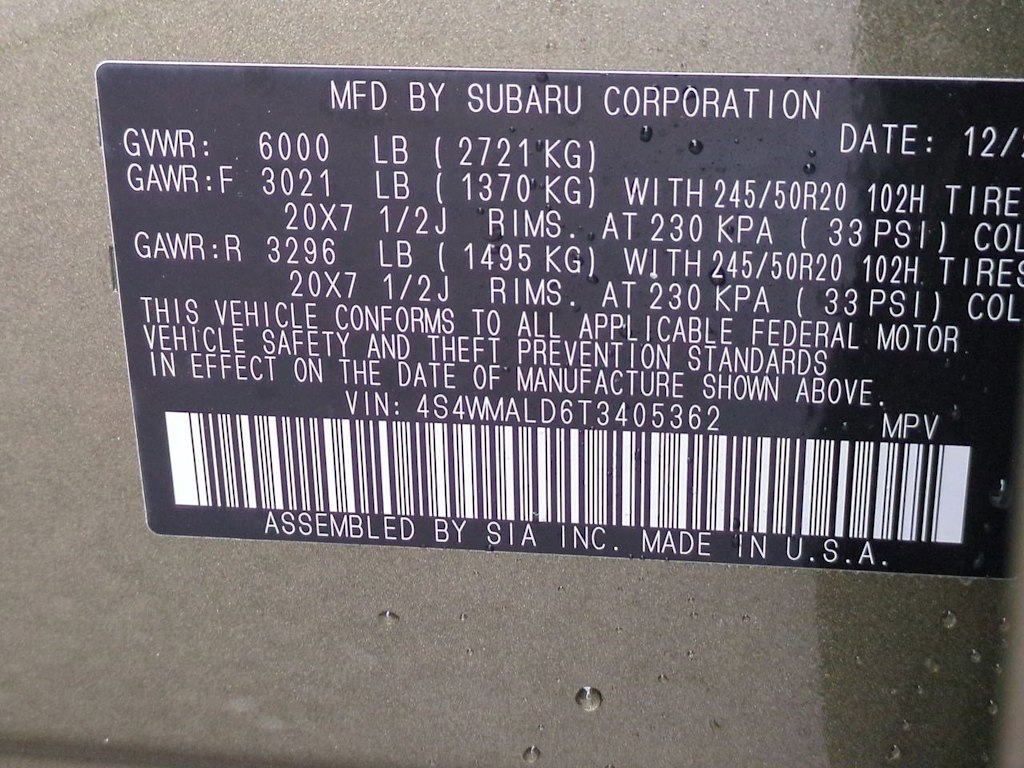 MFD BY SUBARU CORPORATION
DATE: 12/
GVWR: 6000 LB ( 2721 KG)
GAWR:F 3021 LB ( 1370 KG) WITH 245/50R20 102H TIRE
20X7 1/2J RIMS. AT 230 KPA ( 33 PSI) COL
GAWR:R 3296 LB ( 1495 KG) WITH 245/50R20 102H TIRES
20X7 1/2J RIMS. AT 230 KPA ( 33 PSI) COL
THIS VEHICLE CONFORMS TO ALL APPLICABLE FEDERAL MOTOR
VEHICLE SAFETY AND THEFT PREVENTION STANDARDS
IN EFFECT ON THE DATE OF MANUFACTURE SHOWN ABOVE.
VIN: 4S4WMALD6T3405362
MPV
ASSEMBLED BY SIA INC. MADE IN U.S.A.